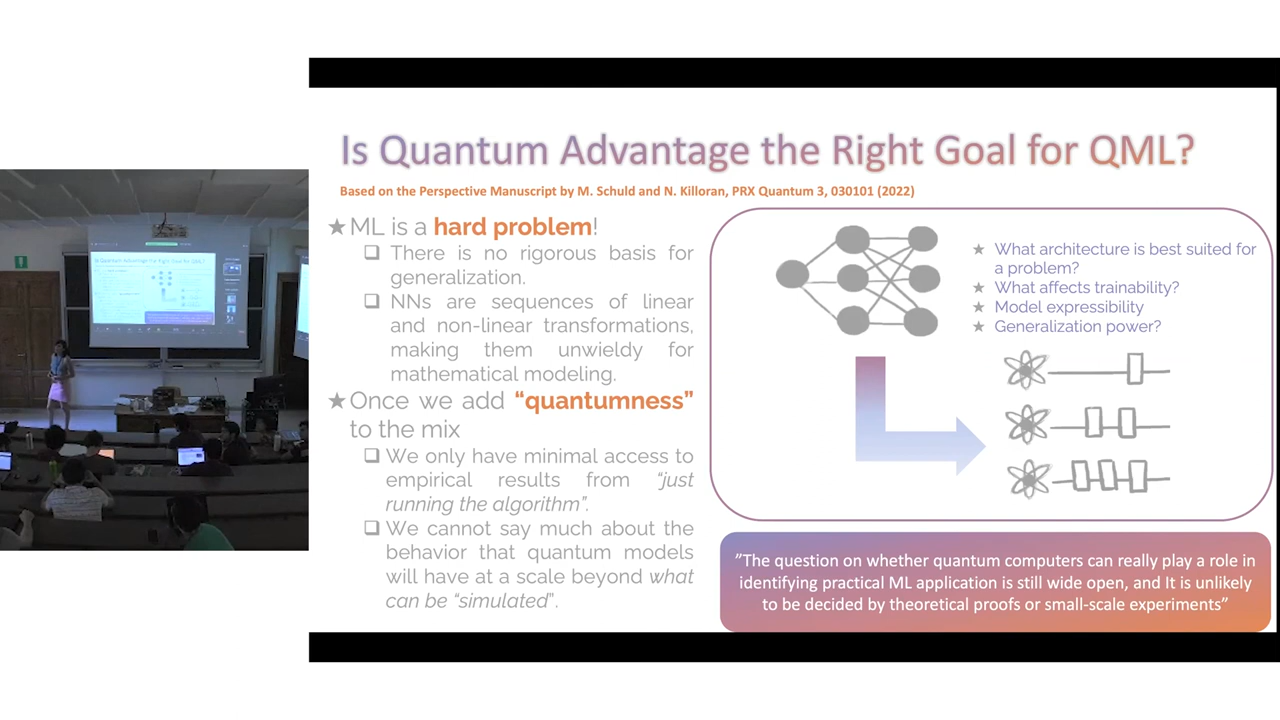 Is Quantum Advantage the Right Goal for QML?
Based on the Perspective Manuscript by M. Schuld and N. Killoran, PRX Quantum 3, 030101 (2022)
★ML is a hard problem!
❑ There is no rigorous basis for
generalization.
❑ NNs are sequences of linear
and non-linear transformations,
making them unwieldy for
mathematical modeling.
★Once we add “quantumness”
to the mix
❑ We only have minimal access to
empirical results from “just
running the algorithm”.
❑ We cannot say much about the
behavior that quantum models
will have at a scale beyond what
can be “simulated”.
★ What architecture is best suited for
a problem?
★ What affects trainability?
★ Model expressibility
★ Generalization power?
”The question on whether quantum computers can really play a role in
identifying practical ML application is still wide open, and It is unlikely
to be decided by theoretical proofs or small-scale experiments”